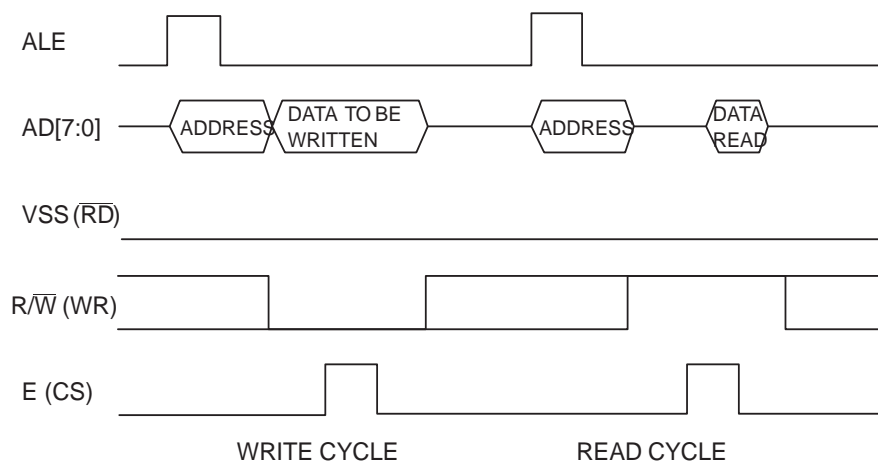 ALE
AD[7:0]
ADDRESS
DATA TO BE
WRITTEN
ADDRESS
DATA
READ
VSS (R̅D̅)
R/W̅ (WR)
E (CS)
WRITE CYCLE
READ CYCLE